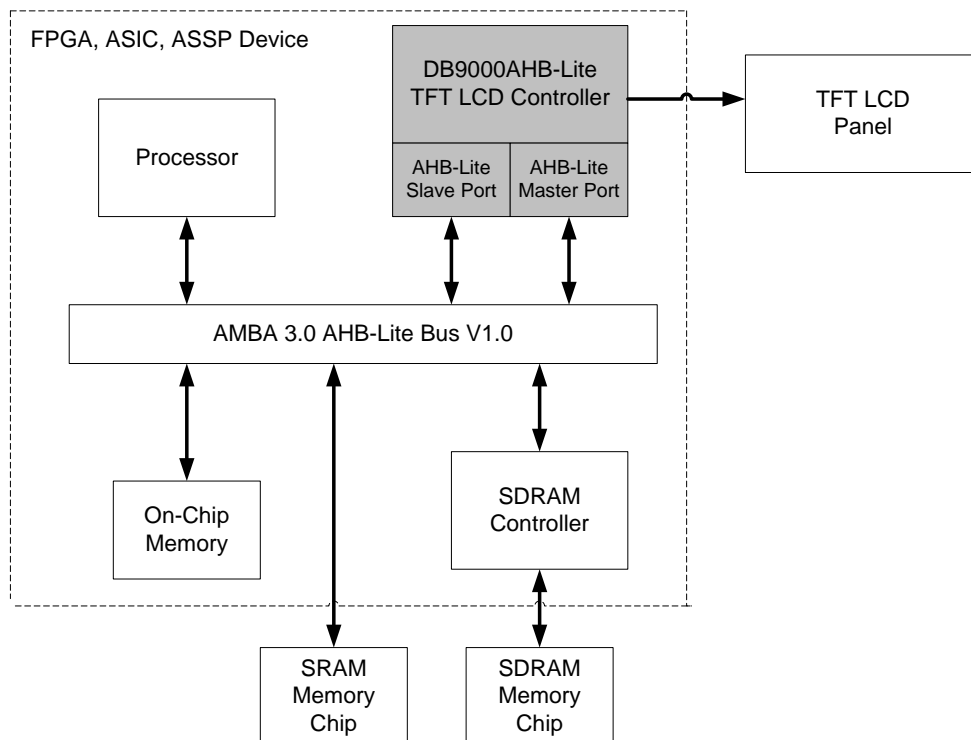 FPGA, ASIC, ASSP Device
DB9000AHB-Lite
TFT LCD Controller
TFT LCD
Panel
Processor
AHB-Lite
Slave Port
AHB-Lite
Master Port
AMBA 3.0 AHB-Lite Bus V1.0
On-Chip
Memory
SDRAM
Controller
SRAM
Memory
Chip
SDRAM
Memory
Chip